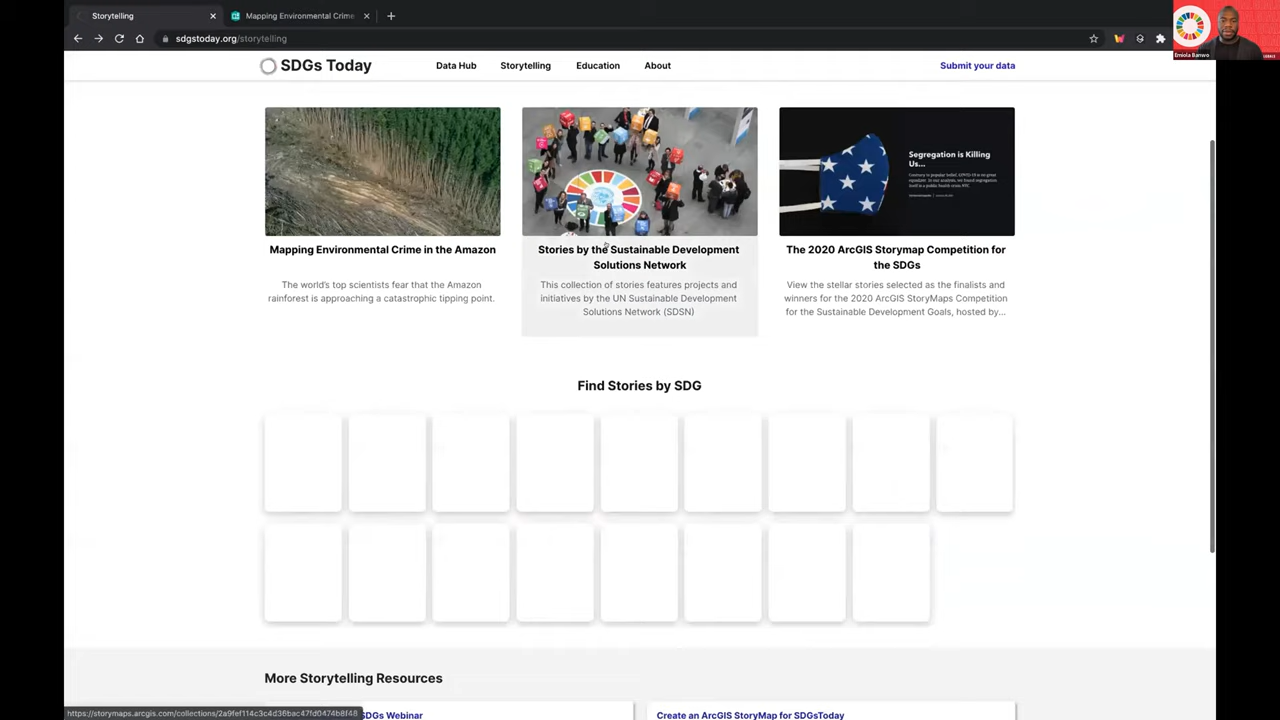 Storytelling
Mapping Environmental Crime
sdgstoday.org/storytelling
Emiola Banwo
SDGs Today
Data Hub
Storytelling
Education
About
Submit your data
Segregation is Killing
Us...
Mapping Environmental Crime in the Amazon
The world's top scientists fear that the Amazon
rainforest is approaching a catastrophic tipping point.
Stories by the Sustainable Development
Solutions Network
This collection of stories features projects and
initiatives by the UN Sustainable Development
Solutions Network (SDSN)
The 2020 ArcGIS Storymap Competition for
the SDGs
View the stellar stories selected as the finalists and
winners for the 2020 ArcGIS StoryMaps Competition
for the Sustainable Development Goals, hosted by...
Find Stories by SDG
More Storytelling Resources
https://storymaps.arcgis.com/collections/2a9fef114c3c4d36bac47fd0474b8f48
SDGs Webinar
Create an ArcGIS StoryMap for SDGsToday